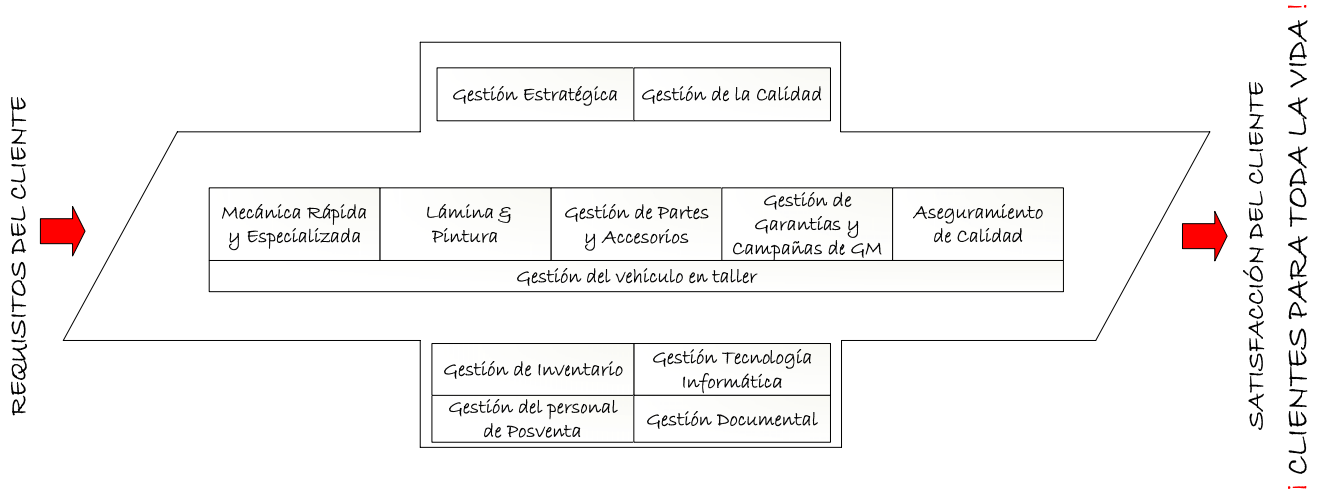 REQUISITOS DEL CLIENTE
Gestión Estratégica
Gestión de la Calidad
Mecánica Rápida
y Especializada
Lámina &
Pintura
Gestión de Partes
y Accesorios
Gestión de
Garantías y
Campañas de GM
Aseguramiento
de Calidad
Gestión del vehículo en taller
Gestión de Inventario
Gestión Tecnología
Informática
Gestión del personal
de Posventa
Gestión Documental
SATISFACCIÓN DEL CLIENTE
¡ CLIENTES PARA TODA LA VIDA !